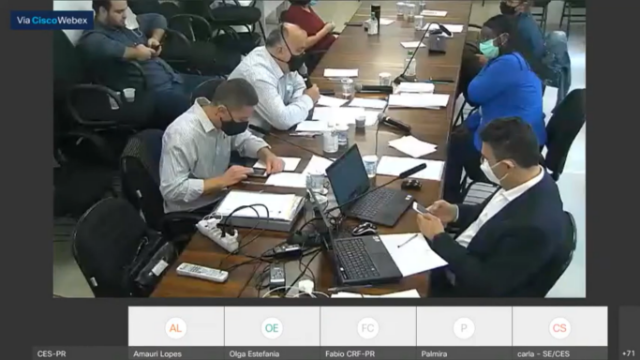 Via CiscoWebex
AL
OE
FC
P
CS
CES-PR
Amauri Lopes
Olga Estefania
Fabio CRF-PR
Palmira
carla - SE/CES
+71